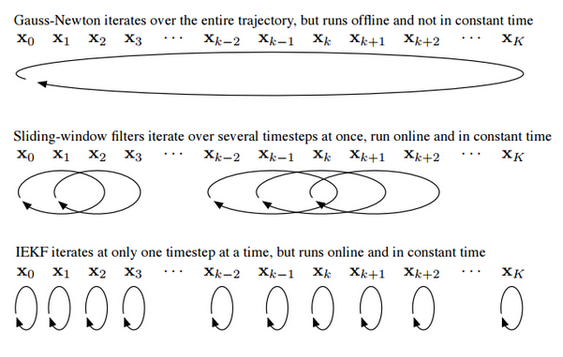 Gauss-Newton iterates over the entire trajectory, but runs offline and not in constant time
x₀ x₁ x₂ x₃ ⋯ xₖ₋₂ xₖ₋₁ xₖ xₖ₊₁ xₖ₊₂ ⋯ x_K
Sliding-window filters iterate over several timesteps at once, run online and in constant time
x₀ x₁ x₂ x₃ ⋯ xₖ₋₂ xₖ₋₁ xₖ xₖ₊₁ xₖ₊₂ ⋯ x_K
IEKF iterates at only one timestep at a time, but runs online and in constant time
x₀ x₁ x₂ x₃ ⋯ xₖ₋₂ xₖ₋₁ xₖ xₖ₊₁ xₖ₊₂ ⋯ x_K